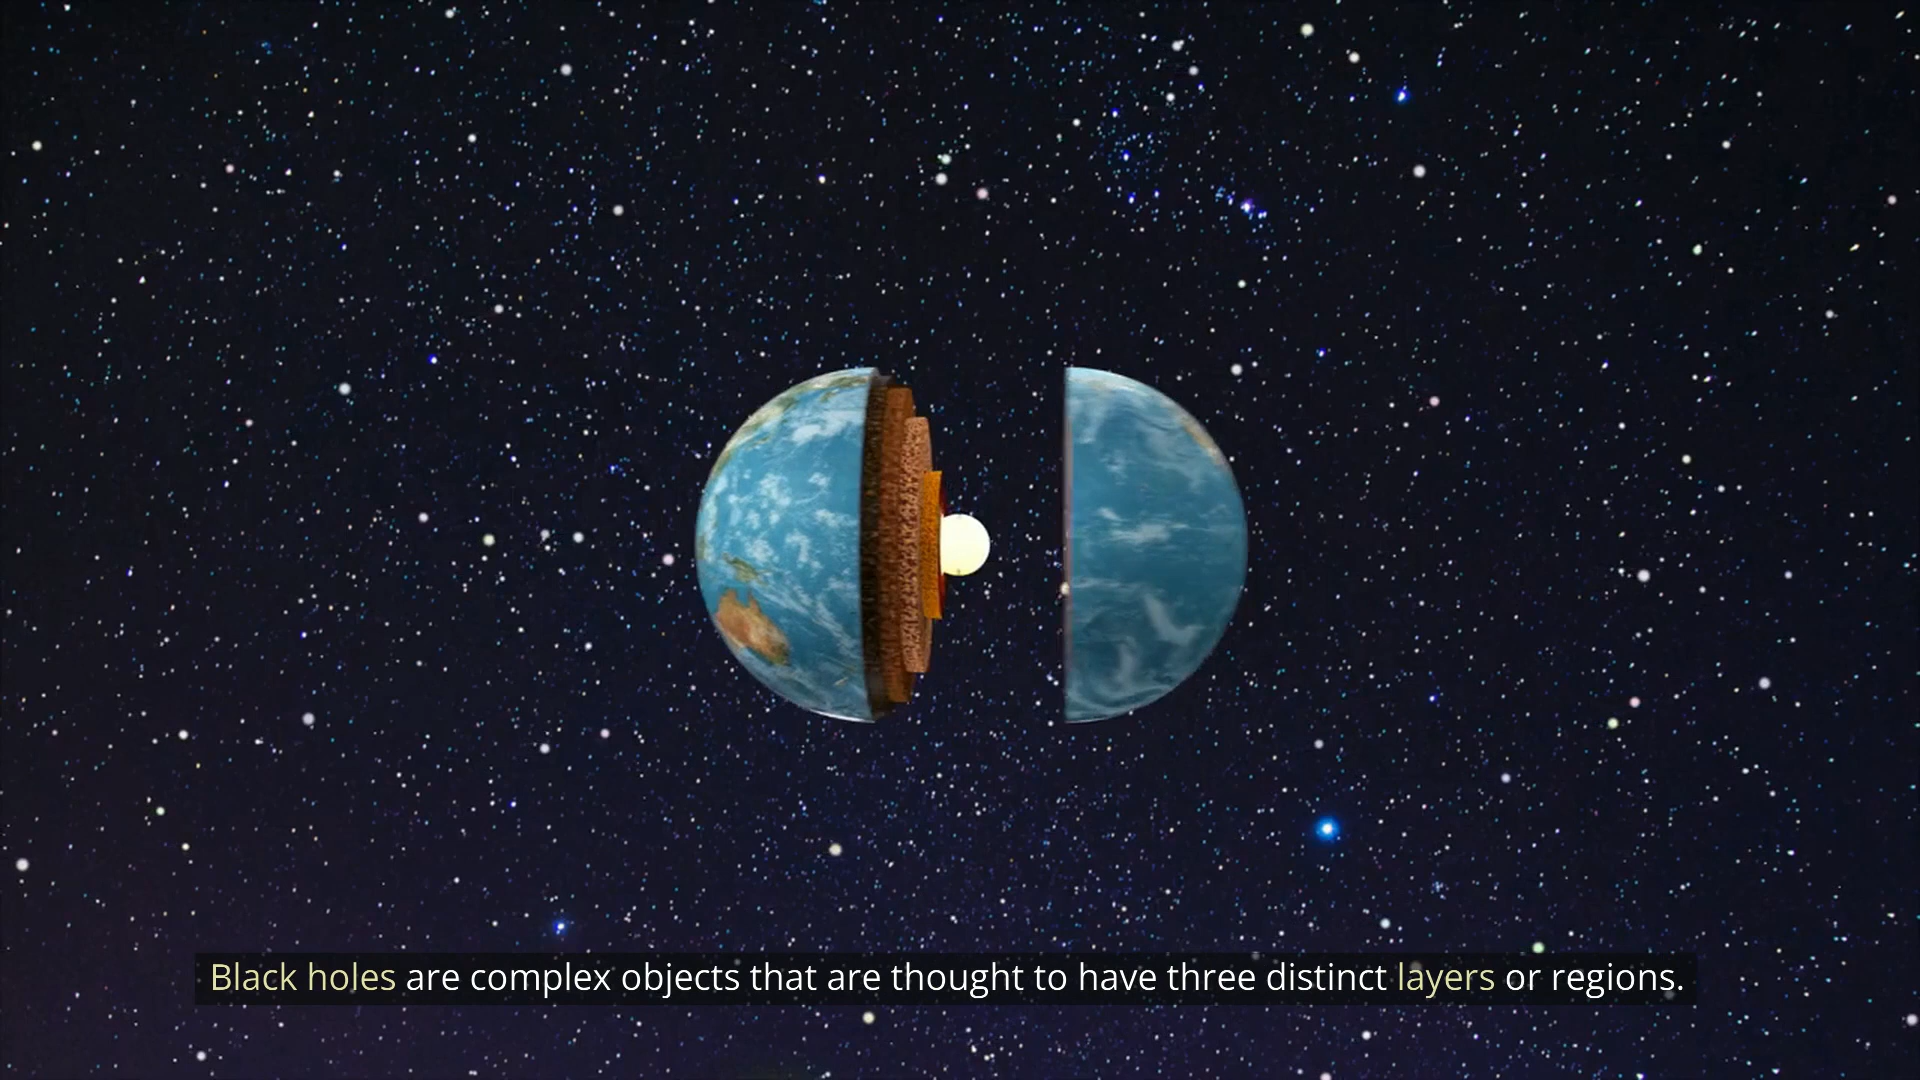 Black holes are complex objects that are thought to have three distinct layers or regions.